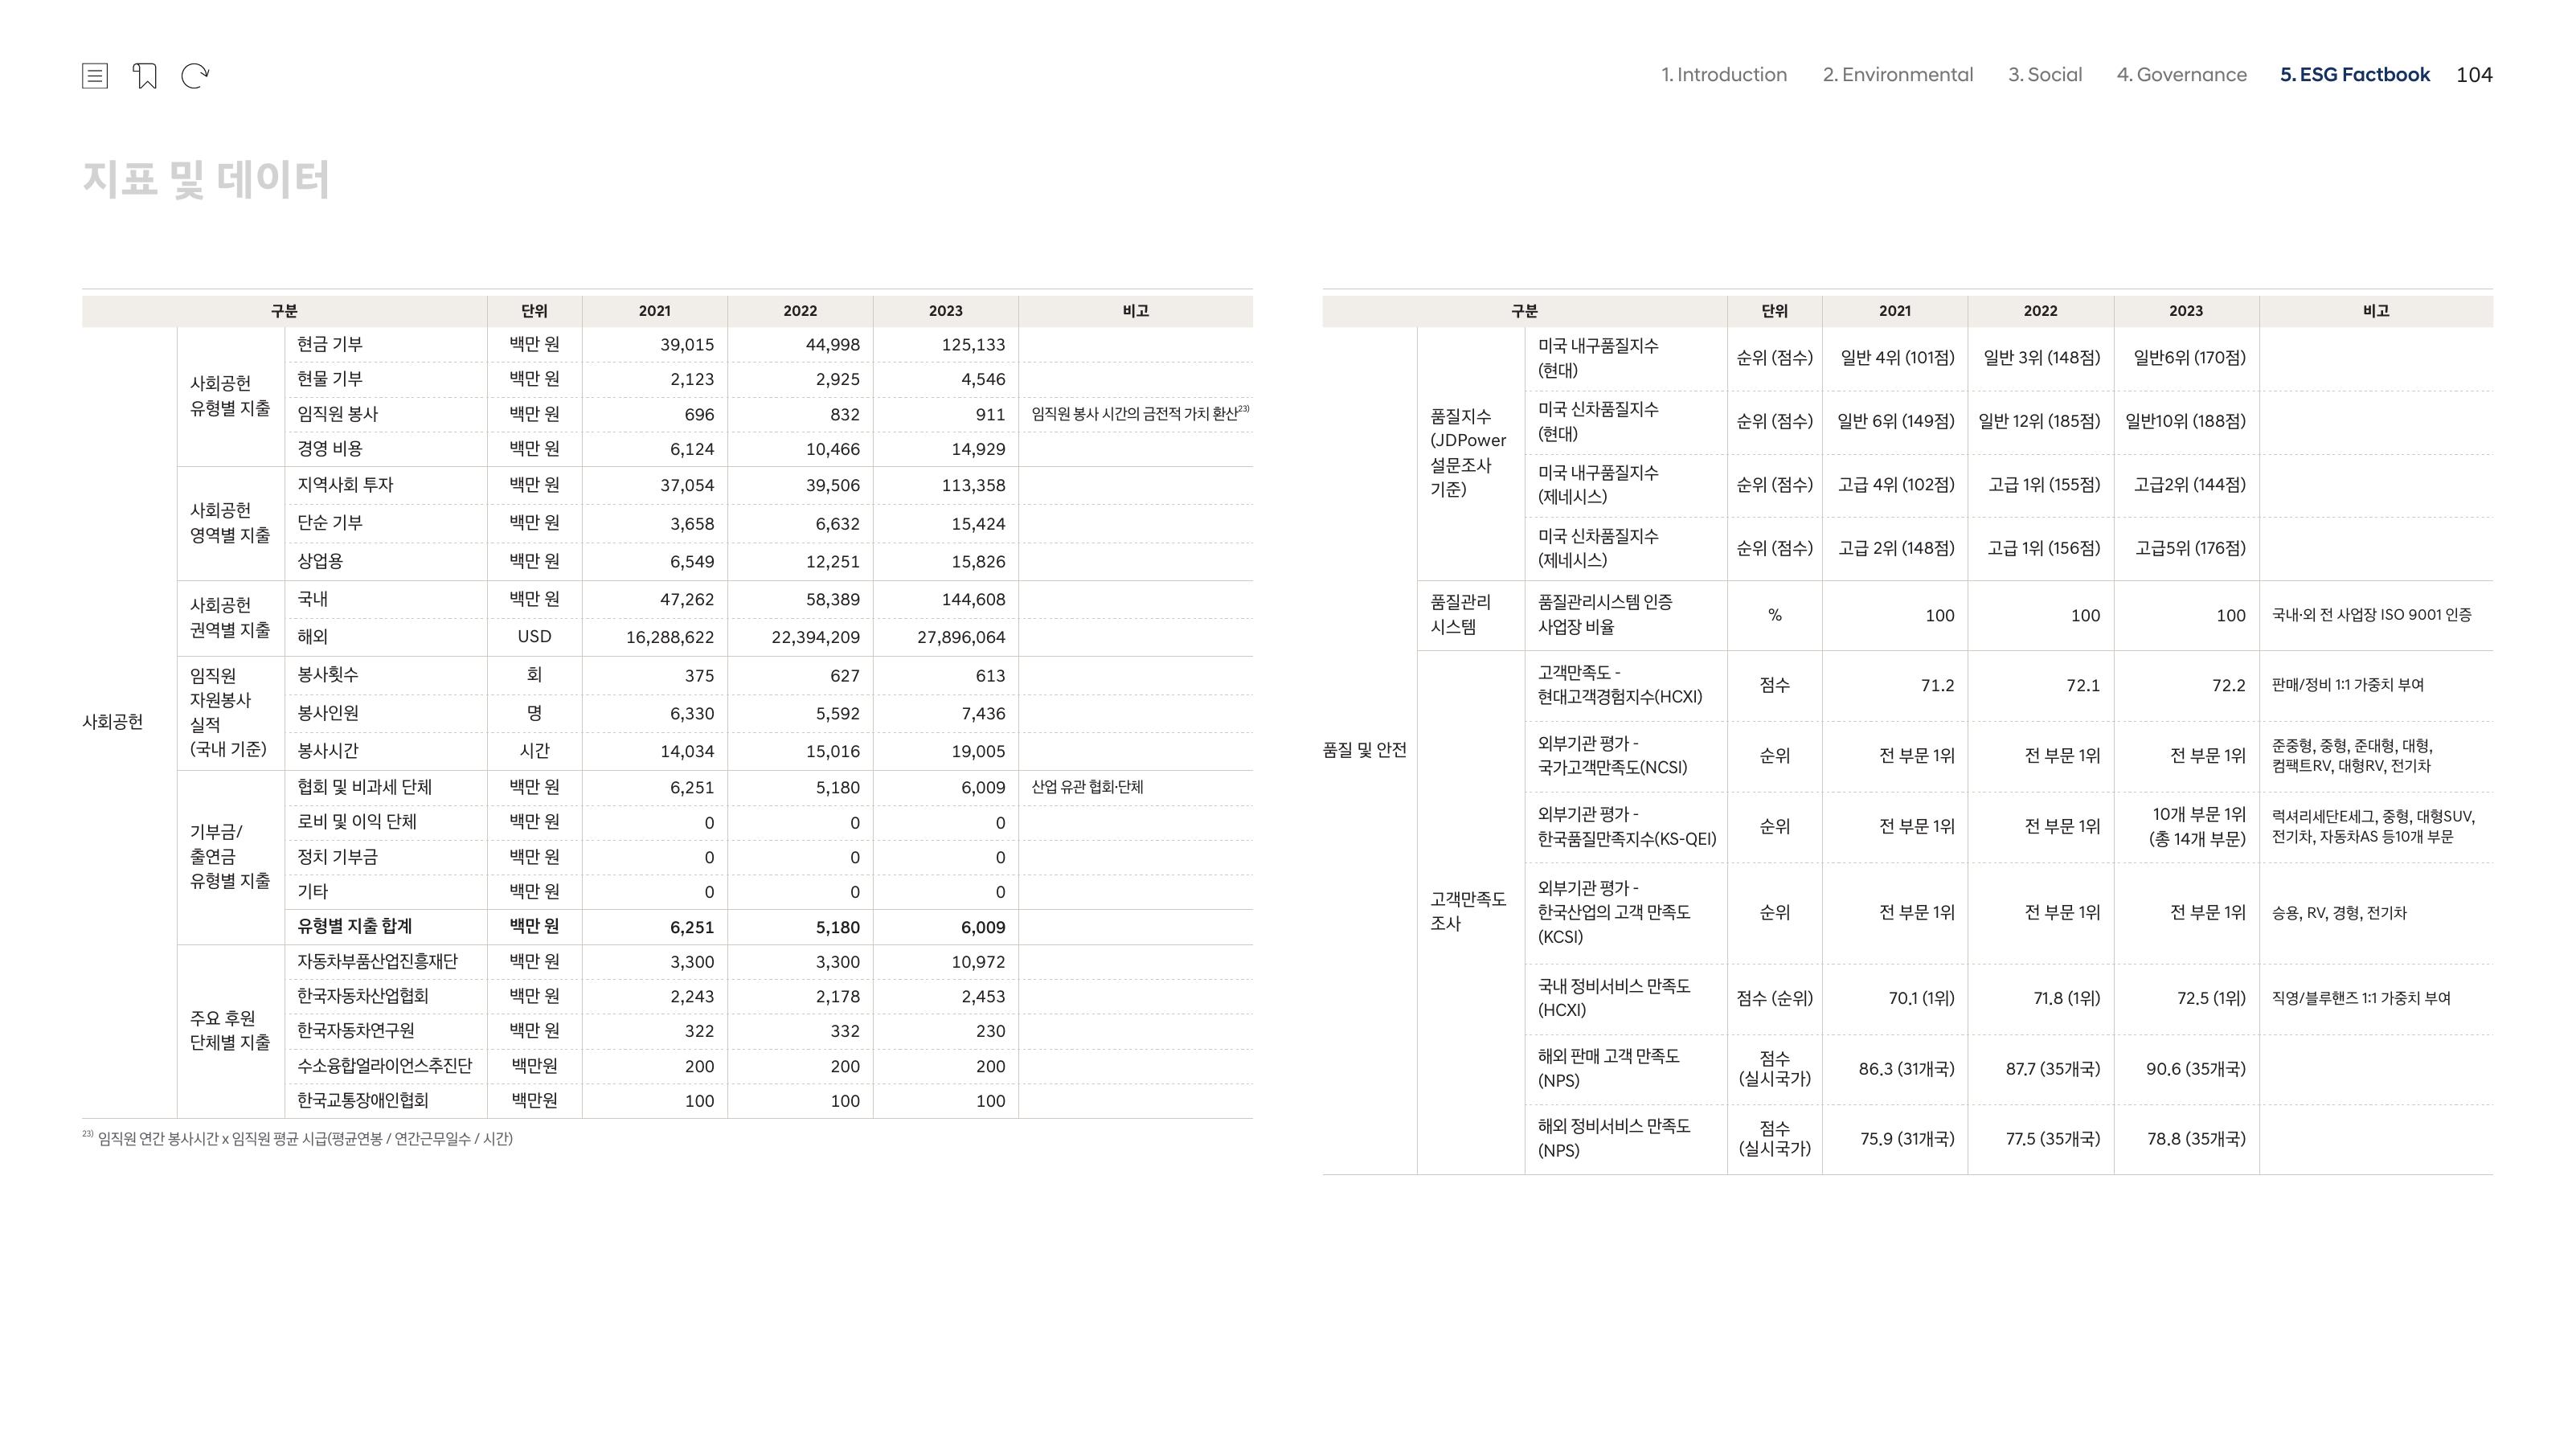 1. Introduction 2. Environmental 3. Social 4. Governance 5. ESG Factbook 104
지표 및 데이터
구분 단위 2021 2022 2023 비고
사회공헌
사회공헌
유형별 지출
현금 기부 백만 원 39,015 44,998 125,133
현물 기부 백만 원 2,123 2,925 4,546
임직원 봉사 백만 원 696 832 911 임직원 봉사 시간의 금전적 가치 환산23)
경영 비용 백만 원 6,124 10,466 14,929
사회공헌
영역별 지출
지역사회 투자 백만 원 37,054 39,506 113,358
단순 기부 백만 원 3,658 6,632 15,424
상업용 백만 원 6,549 12,251 15,826
사회공헌
권역별 지출
국내 백만 원 47,262 58,389 144,608
해외 USD 16,288,622 22,394,209 27,896,064
임직원
자원봉사
실적
(국내 기준)
봉사횟수 회 375 627 613
봉사인원 명 6,330 5,592 7,436
봉사시간 시간 14,034 15,016 19,005
기부금/
출연금
유형별 지출
협회 및 비과세 단체 백만 원 6,251 5,180 6,009 산업 유관 협회·단체
로비 및 이익 단체 백만 원 0 0 0
정치 기부금 백만 원 0 0 0
기타 백만 원 0 0 0
유형별 지출 합계 백만 원 6,251 5,180 6,009
주요 후원
단체별 지출
자동차부품산업진흥재단 백만 원 3,300 3,300 10,972
한국자동차산업협회 백만 원 2,243 2,178 2,453
한국자동차연구원 백만 원 322 332 230
수소융합얼라이언스추진단 백만원 200 200 200
한국교통장애인협회 백만원 100 100 100
23) 임직원 연간 봉사시간 x 임직원 평균 시급(평균연봉 / 연간근무일수 / 시간)
구분 단위 2021 2022 2023 비고
품질 및 안전
품질지수
(JDPower
설문조사
기준)
미국 내구품질지수
(현대)
순위 (점수) 일반 4위 (101점) 일반 3위 (148점) 일반6위 (170점)
미국 신차품질지수
(현대)
순위 (점수) 일반 6위 (149점) 일반 12위 (185점) 일반10위 (188점)
미국 내구품질지수
(제네시스)
순위 (점수) 고급 4위 (102점) 고급 1위 (155점) 고급2위 (144점)
미국 신차품질지수
(제네시스)
순위 (점수) 고급 2위 (148점) 고급 1위 (156점) 고급5위 (176점)
품질관리
시스템
품질관리시스템 인증
사업장 비율
% 100 100 100 국내·외 전 사업장 ISO 9001 인증
고객만족도
조사
고객만족도 -
현대고객경험지수(HCXI)
점수 71.2 72.1 72.2 판매/정비 1:1 가중치 부여
외부기관 평가 -
국가고객만족도(NCSI)
순위 전 부문 1위 전 부문 1위 전 부문 1위
준중형, 중형, 준대형, 대형,
컴팩트RV, 대형RV, 전기차
외부기관 평가 -
한국품질만족지수(KS-QEI)
순위 전 부문 1위 전 부문 1위
10개 부문 1위
(총 14개 부문)
럭셔리세단E세그, 중형, 대형SUV,
전기차, 자동차AS 등10개 부문
외부기관 평가 -
한국산업의 고객 만족도
(KCSI)
순위 전 부문 1위 전 부문 1위 전 부문 1위 승용, RV, 경형, 전기차
국내 정비서비스 만족도
(HCXI)
점수 (순위) 70.1 (1위) 71.8 (1위) 72.5 (1위) 직영/블루핸즈 1:1 가중치 부여
해외 판매 고객 만족도
(NPS)
점수
(실시국가)
86.3 (31개국) 87.7 (35개국) 90.6 (35개국)
해외 정비서비스 만족도
(NPS)
점수
(실시국가)
75.9 (31개국) 77.5 (35개국) 78.8 (35개국)